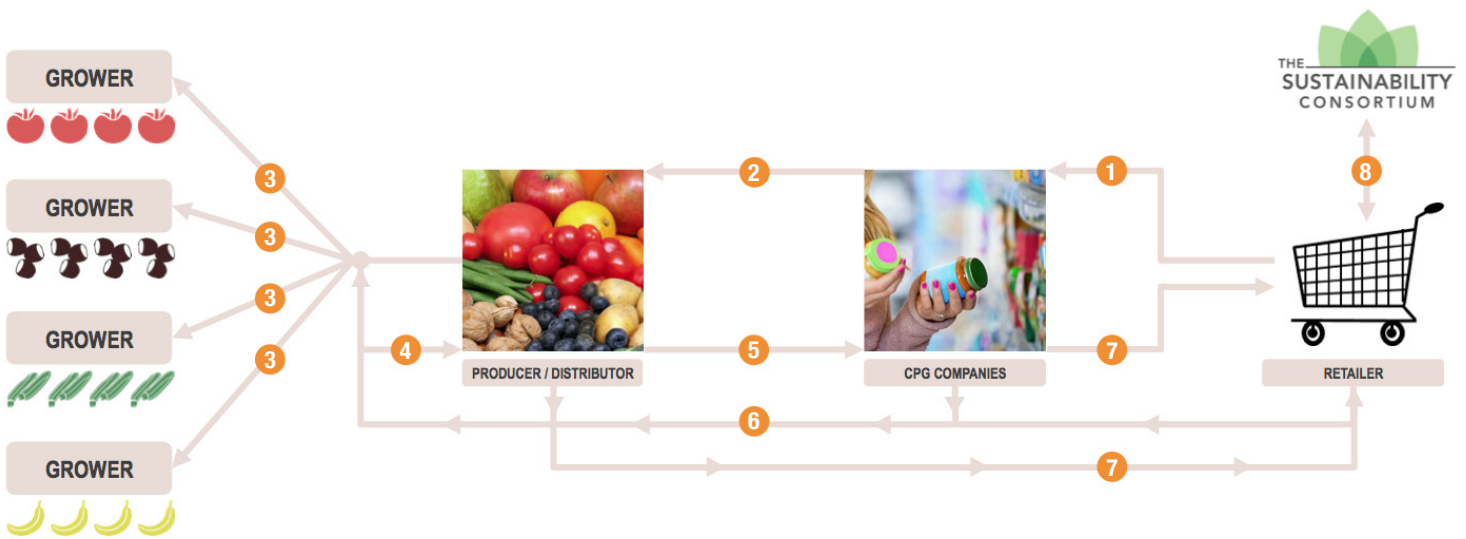 GROWER
GROWER
GROWER
GROWER
3
3
3
3
4
2
5
6
1
7
7
8
PRODUCER / DISTRIBUTOR
CPG COMPANIES
RETAILER
THE
SUSTAINABILITY
CONSORTIUM